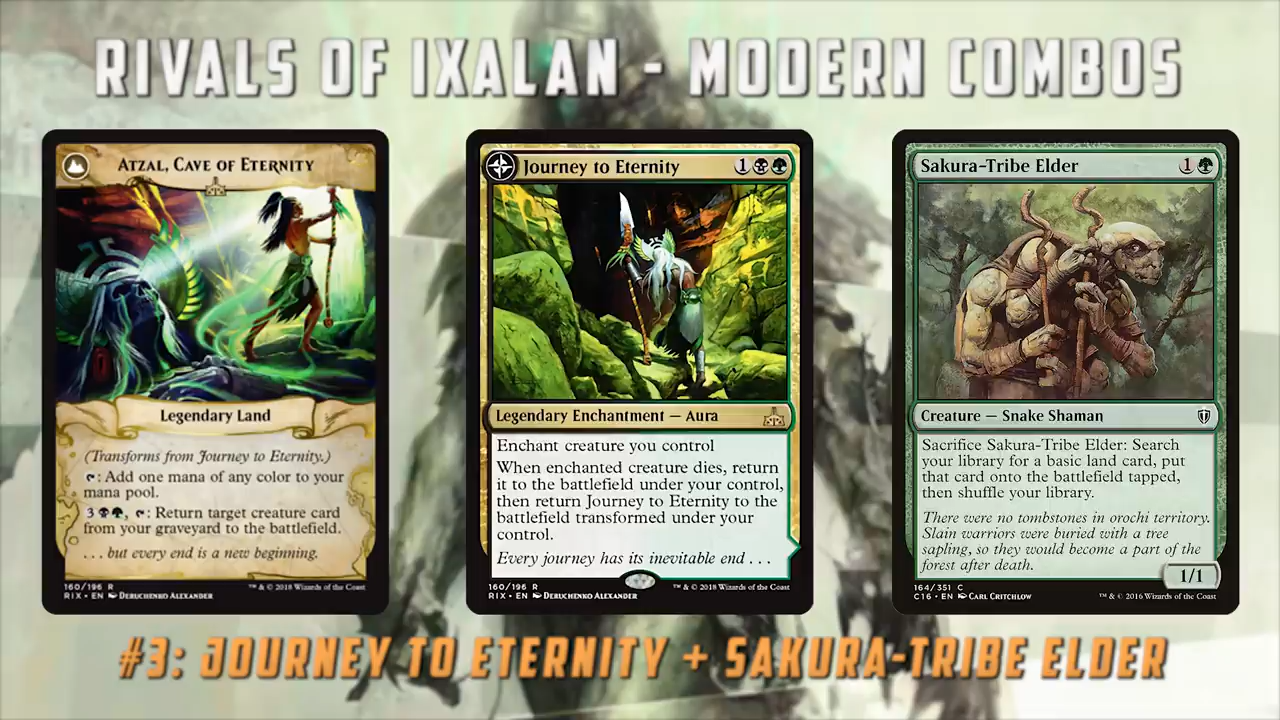 RIVALS OF IXALAN - MODERN COMBOS
Atzal, Cave of Eternity
Legendary Land
(Transforms from Journey to Eternity.)
: Add one mana of any color to your
mana pool.
3, : Return target creature card
from your graveyard to the battlefield.
. . . but every end is a new beginning.
160/196 R
RIX • EN Deruchenko Alexander
™ & © 2018 Wizards of the Coast
Journey to Eternity 1
Legendary Enchantment — Aura
Enchant creature you control
When enchanted creature dies, return
it to the battlefield under your control,
then return Journey to Eternity to the
battlefield transformed under your
control.
Every journey has its inevitable end . . .
160/196 R
RIX • EN Deruchenko Alexander
™ & © 2018 Wizards of the Coast
Sakura-Tribe Elder 1
Creature — Snake Shaman
Sacrifice Sakura-Tribe Elder: Search
your library for a basic land card, put
that card onto the battlefield tapped,
then shuffle your library.
There were no tombstones in orochi territory.
Slain warriors were buried with a tree
sapling, so they would become a part of the
forest after death.
1/1
164/351 C
C16 • EN Carl Critchlow
™ & © 2016 Wizards of the Coast
#3: JOURNEY TO ETERNITY + SAKURA-TRIBE ELDER